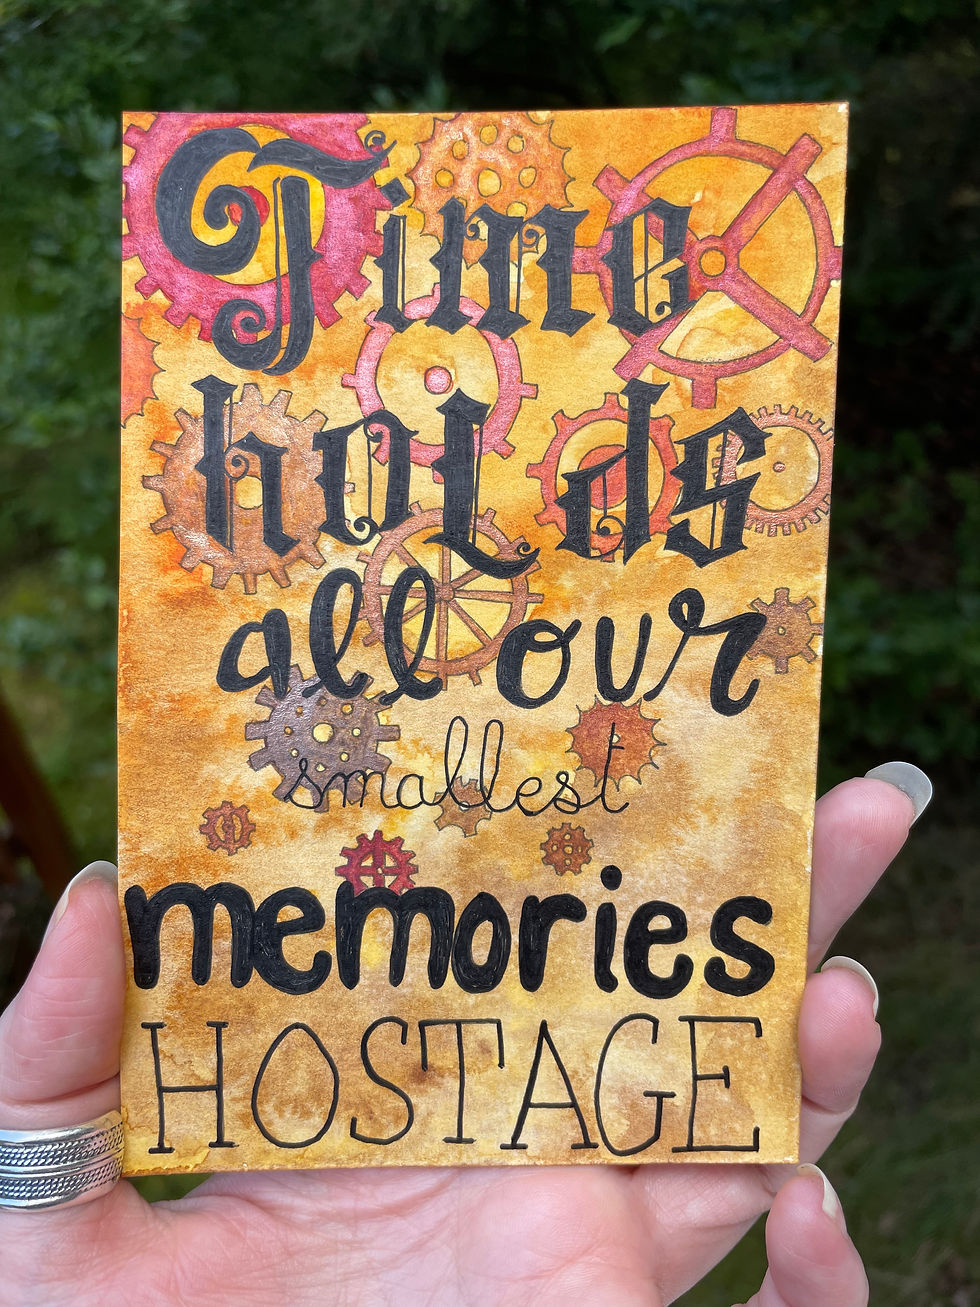 Time
holds
all our
smallest
memories
HOSTAGE